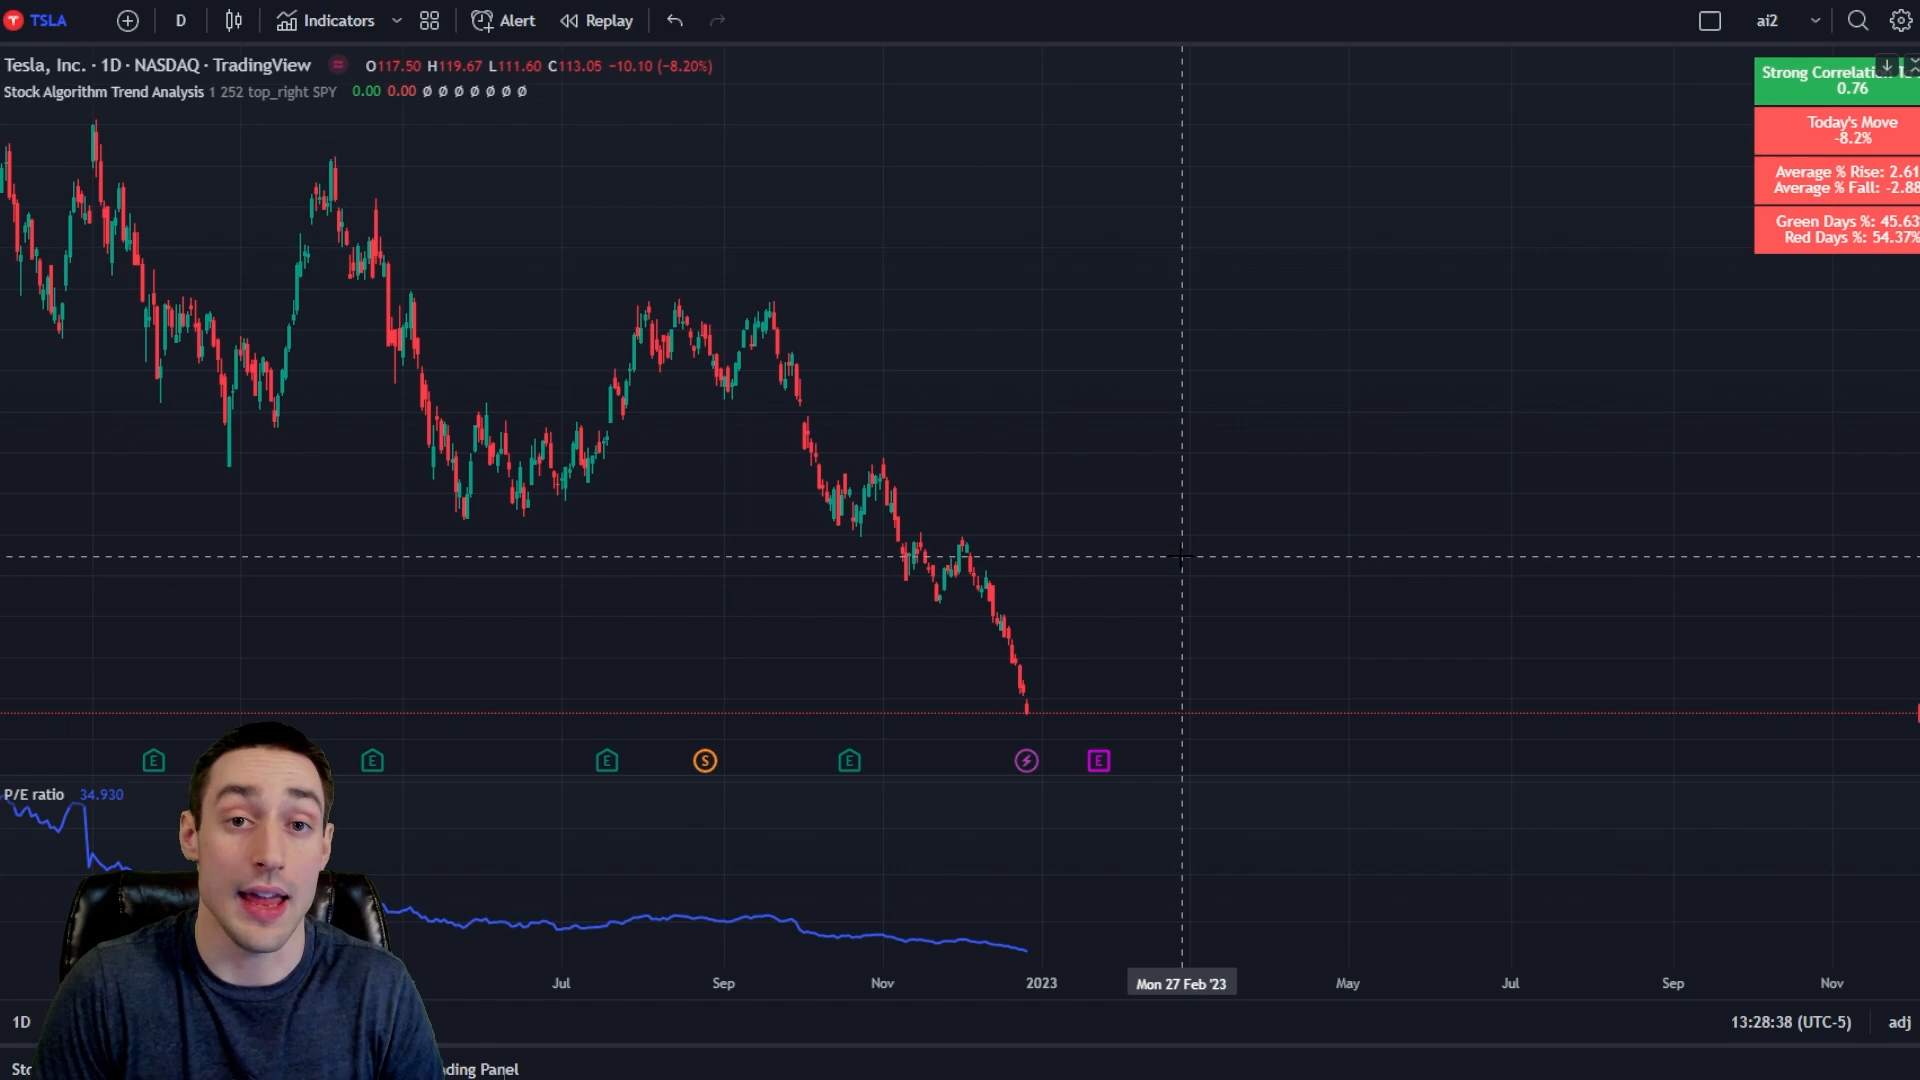 TSLA D Indicators Alert Replay ai2
Tesla, Inc. · 1D · NASDAQ · TradingView O117.50 H119.67 L111.60 C113.05 −10.10 (−8.20%)
Stock Algorithm Trend Analysis 1 252 top_right SPY 0.00 0.00 Ø Ø Ø Ø Ø Ø Ø
Strong Correlati
0.76
Today's Move
-8.2%
Average % Rise: 2.61
Average % Fall: -2.88
Green Days %: 45.63
Red Days %: 54.37%
E E E S E E
P/E ratio 34.930
Jul Sep Nov 2023 Mon 27 Feb '23 May Jul Sep Nov
1D 13:28:38 (UTC-5) adj
Stc ding Panel